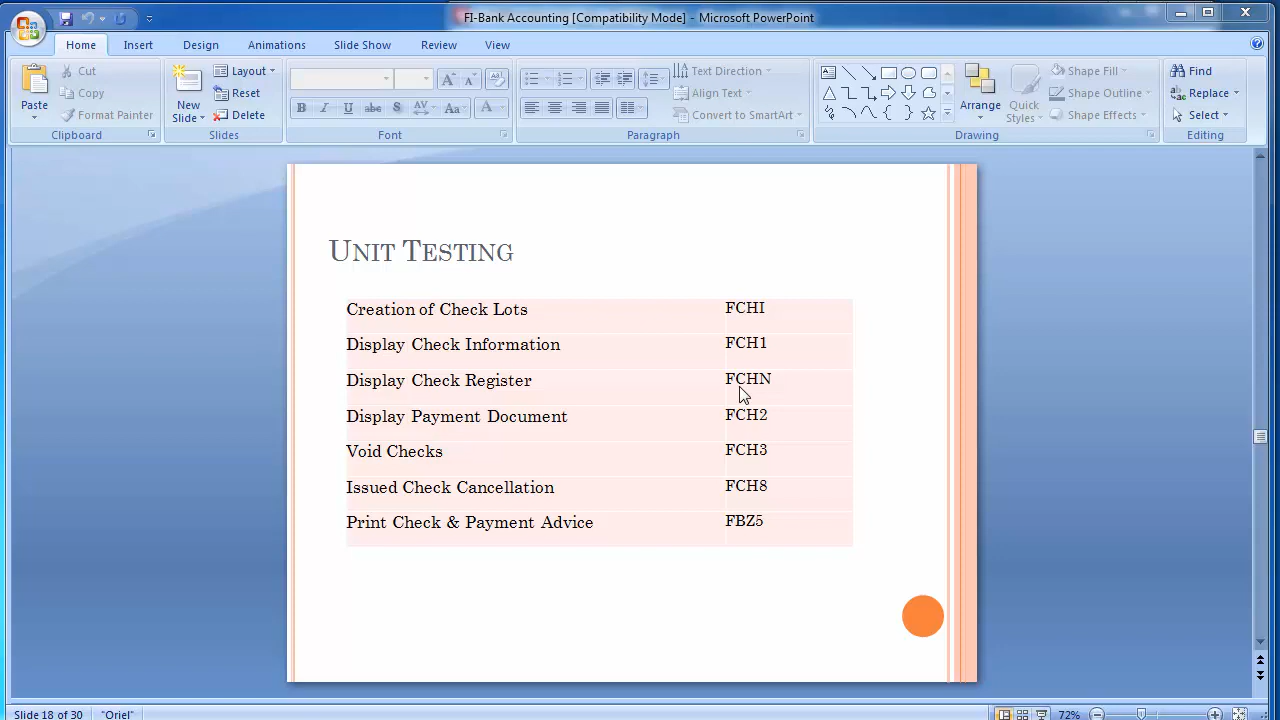 FI-Bank Accounting [Compatibility Mode] - Microsoft PowerPoint
Home Insert Design Animations Slide Show Review View
Paste
Cut
Copy
Format Painter
Clipboard
New Slide
Layout
Reset
Delete
Slides
B I U abc S AV Aa A
Font
Text Direction
Align Text
Convert to SmartArt
Paragraph
Arrange
Quick Styles
Shape Fill
Shape Outline
Shape Effects
Drawing
Find
Replace
Select
Editing
UNIT TESTING
Creation of Check Lots FCHI
Display Check Information FCH1
Display Check Register FCHN
Display Payment Document FCH2
Void Checks FCH3
Issued Check Cancellation FCH8
Print Check & Payment Advice FBZ5
Slide 18 of 30 "Oriel" 72%